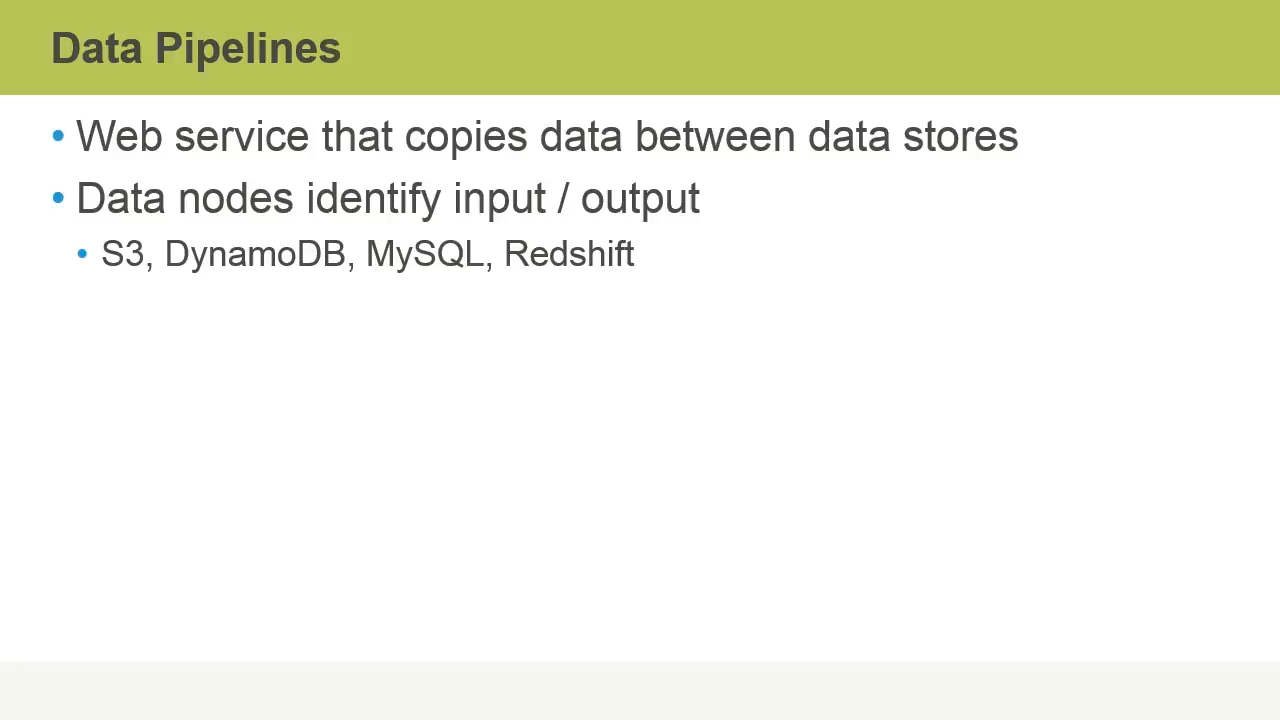 Data Pipelines
• Web service that copies data between data stores
• Data nodes identify input / output
• S3, DynamoDB, MySQL, Redshift